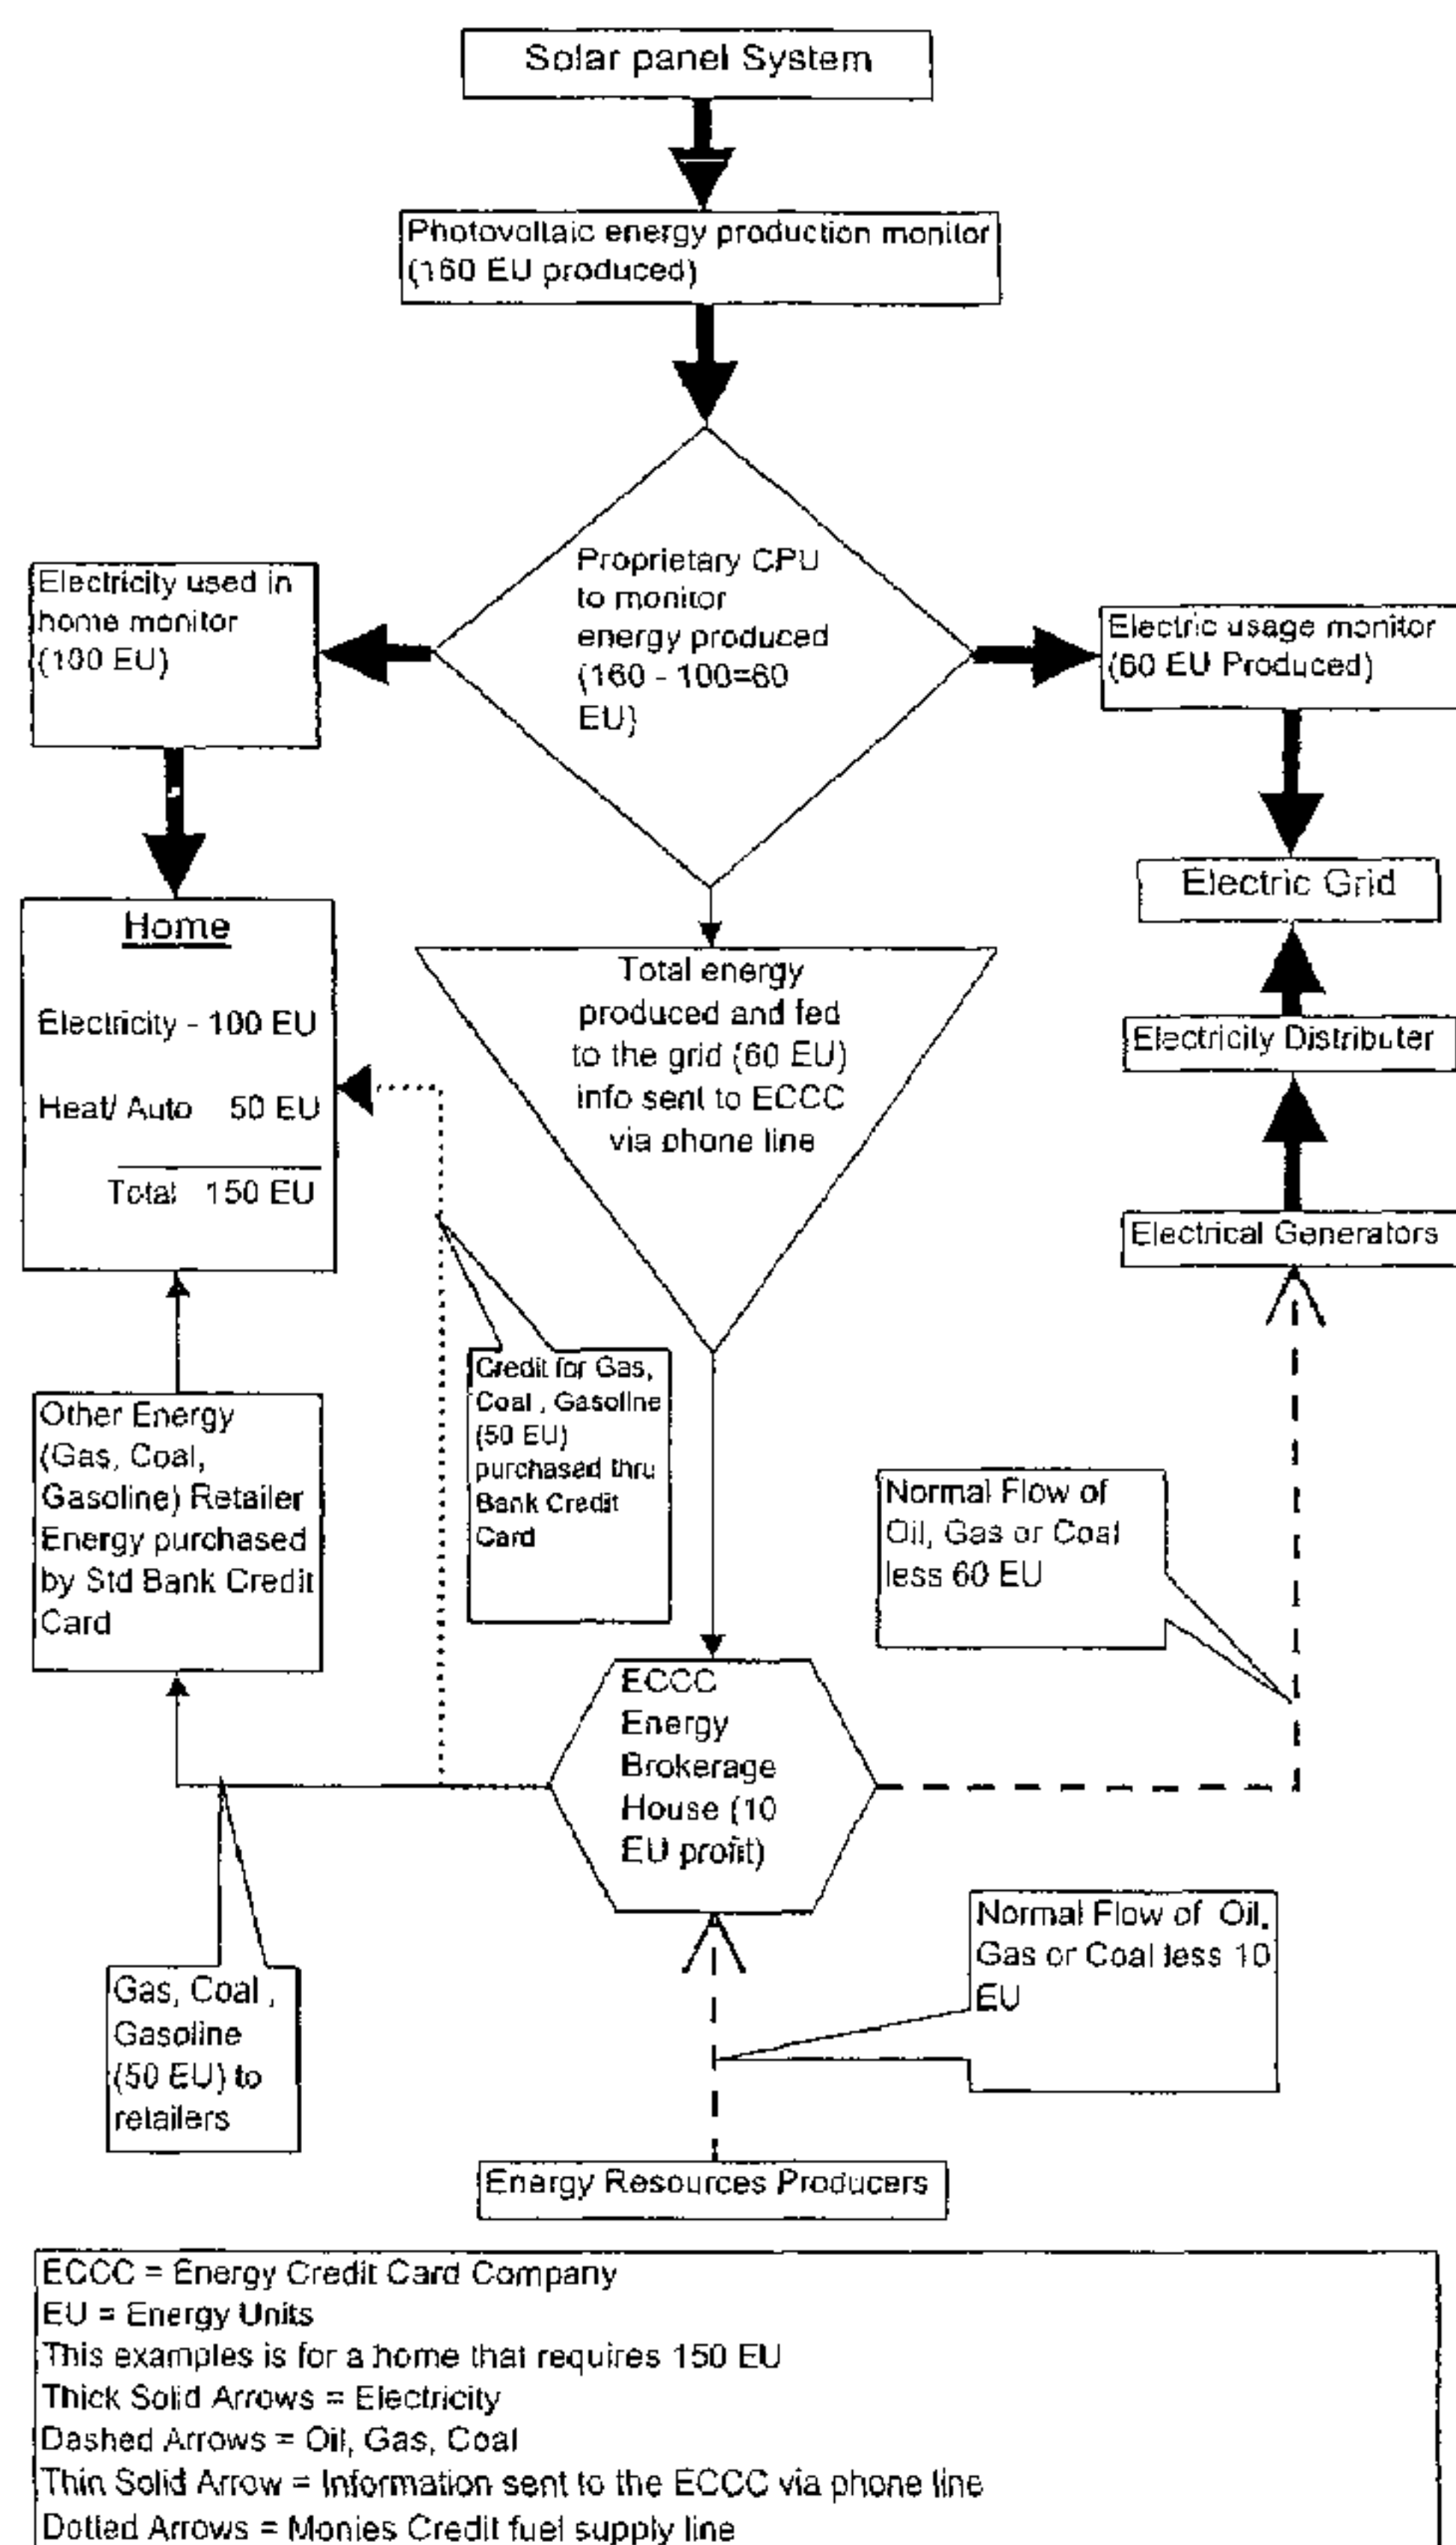 Solar panel System
Photovoltaic energy production monitor
(160 EU produced)
Proprietary CPU
to monitor
energy produced
(160 - 100=60
EU)
Electricity used in
home monitor
(100 EU)
Electric usage monitor
(60 EU Produced)
Home
Electricity - 100 EU
Heat/ Auto 50 EU
Total 150 EU
Total energy
produced and fed
to the grid (60 EU)
info sent to ECCC
via phone line
Electric Grid
Electricity Distributer
Electrical Generators
Other Energy
(Gas, Coal,
Gasoline) Retailer
Energy purchased
by Std Bank Credit
Card
Credit for Gas,
Coal , Gasoline
(50 EU)
purchased thru
Bank Credit
Card
Normal Flow of
Oil, Gas or Coal
less 60 EU
ECCC
Energy
Brokerage
House (10
EU profit)
Gas, Coal ,
Gasoline
(50 EU) to
retailers
Normal Flow of Oil,
Gas or Coal less 10
EU
Energy Resources Producers
ECCC = Energy Credit Card Company
EU = Energy Units
This examples is for a home that requires 150 EU
Thick Solid Arrows = Electricity
Dashed Arrows = Oil, Gas, Coal
Thin Solid Arrow = Information sent to the ECCC via phone line
Dotted Arrows = Monies Credit fuel supply line